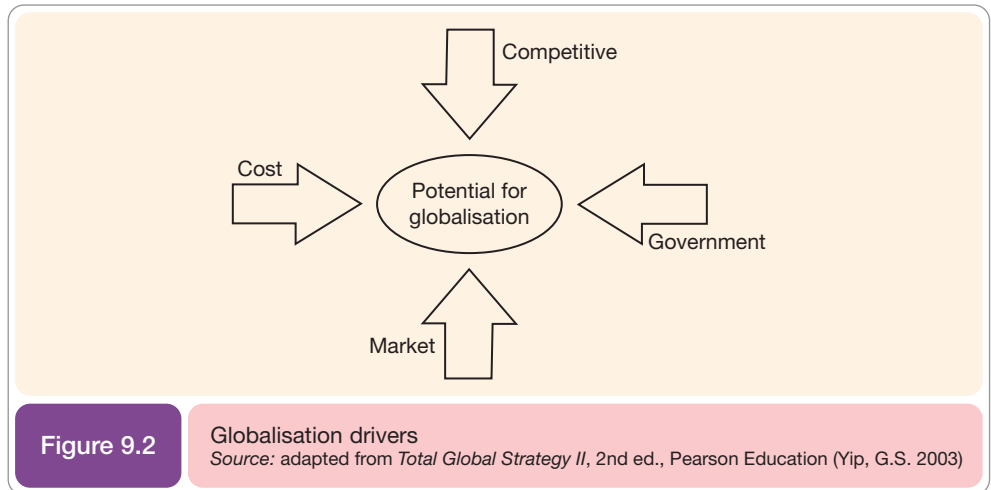 Competitive
Cost
Potential for
globalisation
Government
Market
Figure 9.2
Globalisation drivers
Source: adapted from Total Global Strategy II, 2nd ed., Pearson Education (Yip, G.S. 2003)